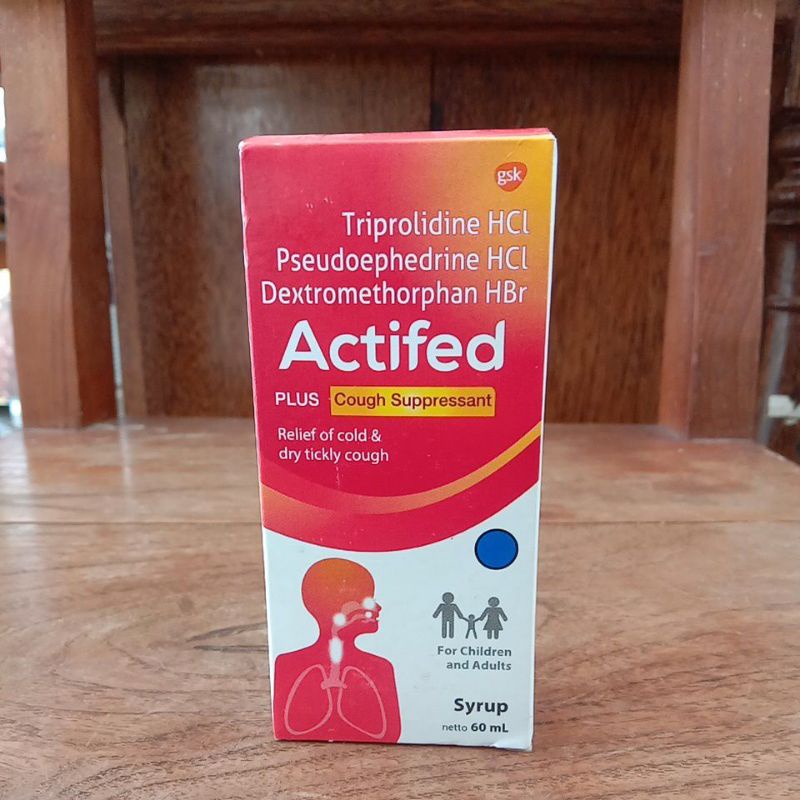 gsk
Triprolidine HCl
Pseudoephedrine HCl
Dextromethorphan HBr
Actifed
PLUS Cough Suppressant
Relief of cold &
dry tickly cough
For Children
and Adults
Syrup
netto 60 mL